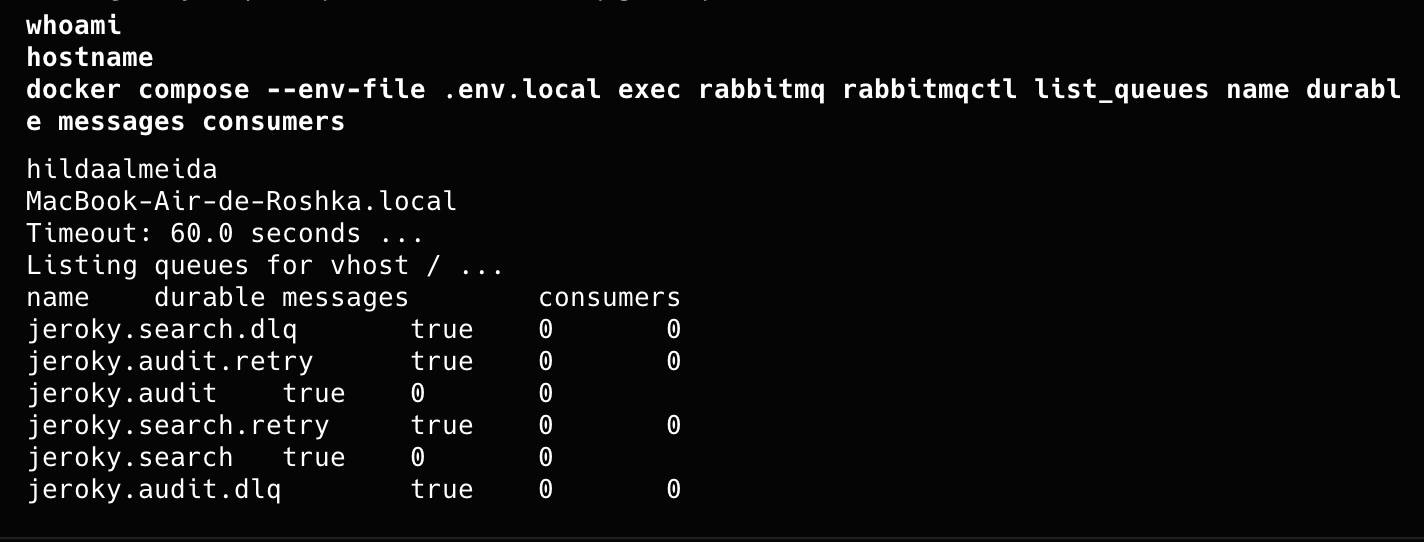 whoami
hostname
docker compose --env-file .env.local exec rabbitmq rabbitmqctl list_queues name durabl
e messages consumers
hildaalmeida
MacBook-Air-de-Roshka.local
Timeout: 60.0 seconds ...
Listing queues for vhost / ...
name	durable	messages	consumers
jeroky.search.dlq	true	0	0
jeroky.audit.retry	true	0	0
jeroky.audit	true	0	0
jeroky.search.retry	true	0	0
jeroky.search	true	0	0
jeroky.audit.dlq	true	0	0